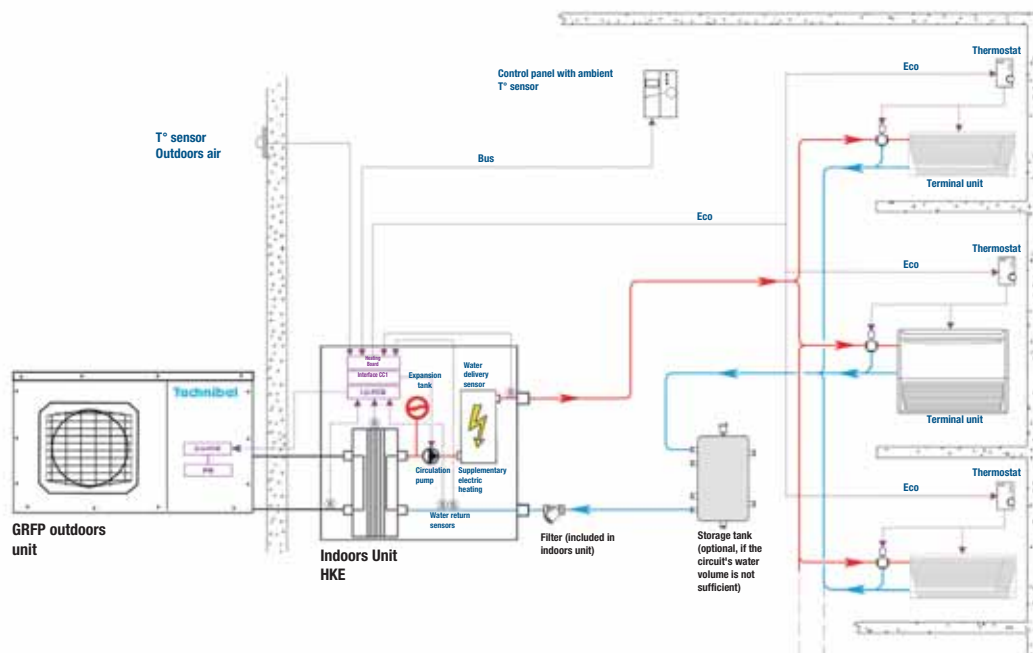 Thermostat
Eco
Control panel with ambient
T° sensor
T° sensor
Outdoors air
Bus
Terminal unit
Eco
Thermostat
Eco
Heating
Board
Interface CC1
Expansion
tank
Water
delivery
sensor
Technibel
Terminal unit
Circulation
pump
Supplementary
electric
heating
Thermostat
Eco
Water return
sensors
GRFP outdoors
unit
Indoors Unit
HKE
Filter (included in
indoors unit)
Storage tank
(optional, if the
circuit's water
volume is not
sufficient)